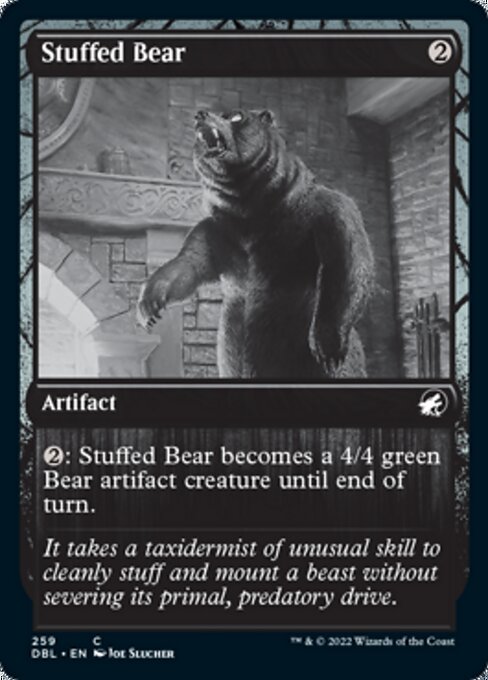 Stuffed Bear 2
Artifact
2: Stuffed Bear becomes a 4/4 green
Bear artifact creature until end of
turn.
It takes a taxidermist of unusual skill to
cleanly stuff and mount a beast without
severing its primal, predatory drive.
259 C
DBL • EN Joe Slucher
™ & © 2022 Wizards of the Coast